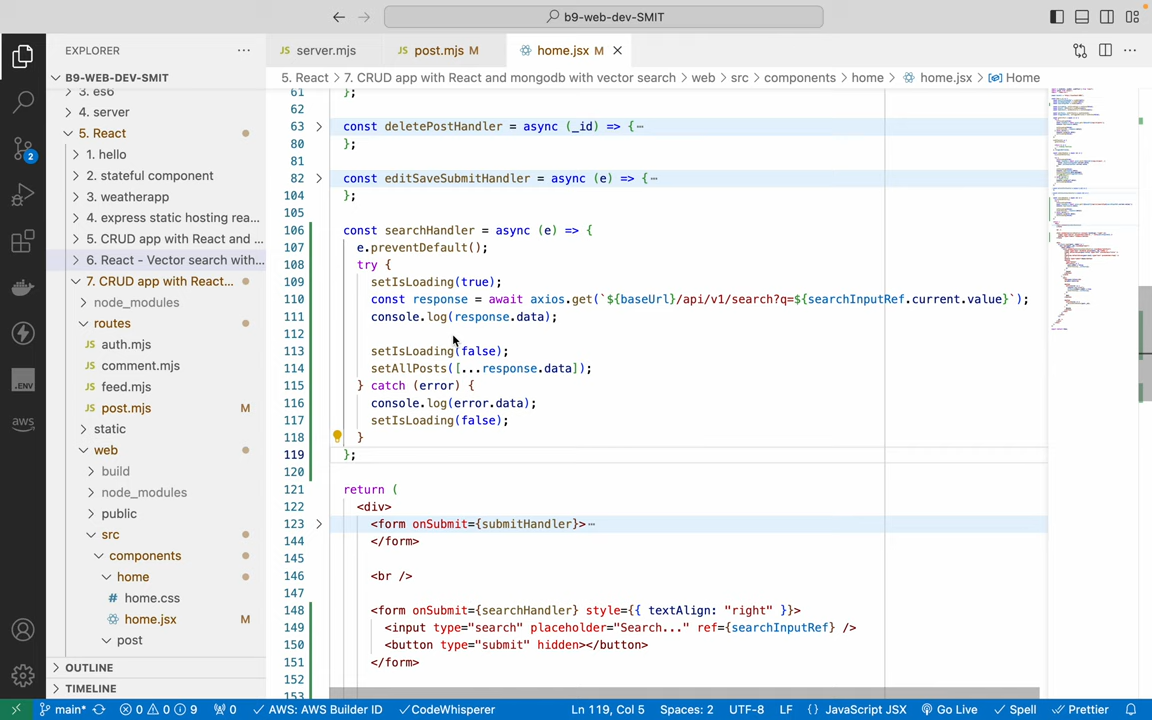 b9-web-dev-SMIT
EXPLORER
B9-WEB-DEV-SMIT
3. es6
4. server
5. React
1. hello
2. stateful component
3. weatherapp
4. express static hosting rea...
5. CRUD app with React and ...
6. React - Vector search with...
7. CRUD app with React...
node_modules
routes
auth.mjs
comment.mjs
feed.mjs
post.mjs M
static
web
build
node_modules
public
src
components
home
home.css
home.jsx M
post
OUTLINE
TIMELINE
2
.ENV
aws
server.mjs
post.mjs M
home.jsx M
5. React > 7. CRUD app with React and mongodb with vector search > web > src > components > home > home.jsx > Home
61 };
62
63 const deletePostHandler = async (_id) => {⋯
80 };
81
82 const editSaveSubmitHandler = async (e) => {⋯
104 };
105
106 const searchHandler = async (e) => {
107 e.preventDefault();
108 try {
109 setIsLoading(true);
110 const response = await axios.get(`${baseUrl}/api/v1/search?q=${searchInputRef.current.value}`);
111 console.log(response.data);
112
113 setIsLoading(false);
114 setAllPosts([...response.data]);
115 } catch (error) {
116 console.log(error.data);
117 setIsLoading(false);
118 }
119 };
120
121 return (
122 <div>
123 <form onSubmit={submitHandler}>⋯
144 </form>
145
146 <br />
147
148 <form onSubmit={searchHandler} style={{ textAlign: "right" }}>
149 <input type="search" placeholder="Search..." ref={searchInputRef} />
150 <button type="submit" hidden></button>
151 </form>
152
153
main* 0 0 9 0 AWS: AWS Builder ID CodeWhisperer Ln 119, Col 5 Spaces: 2 UTF-8 LF {} JavaScript JSX Go Live Spell Prettier